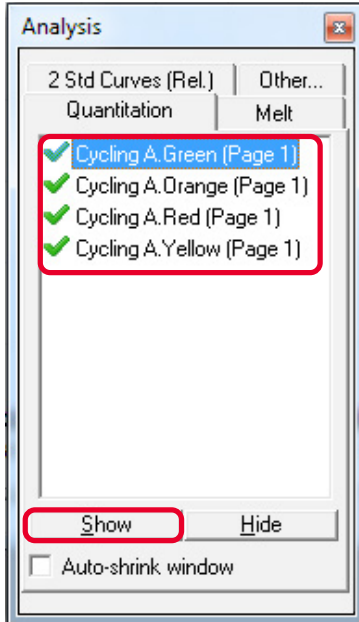 Analysis
2 Std Curves (Rel.) Other...
Quantitation Melt
Cycling A.Green (Page 1)
Cycling A.Orange (Page 1)
Cycling A.Red (Page 1)
Cycling A.Yellow (Page 1)
Show Hide
Auto-shrink window